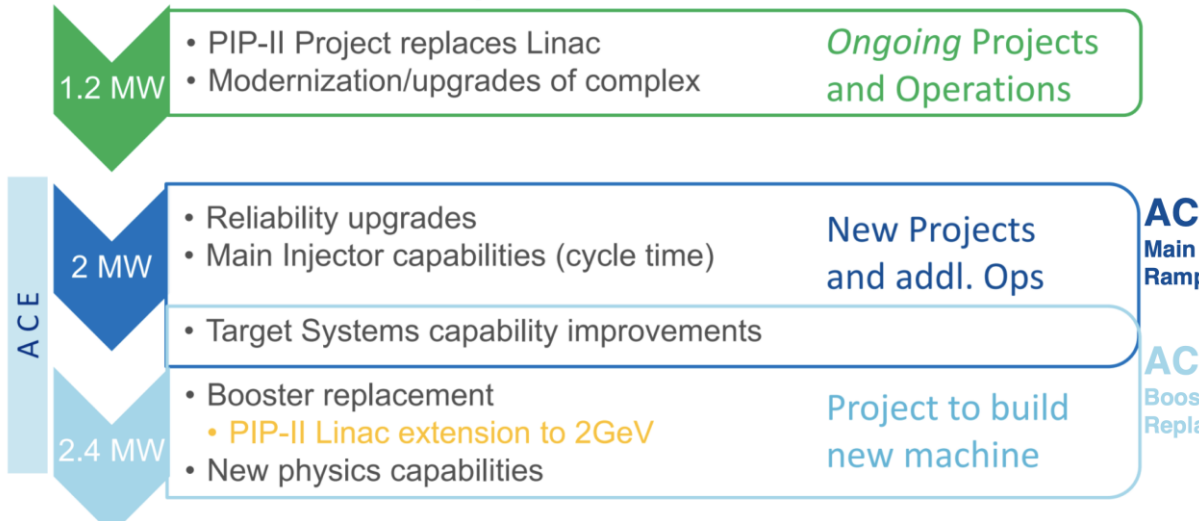 1.2 MW
• PIP-II Project replaces Linac
• Modernization/upgrades of complex
Ongoing Projects
and Operations
ACE
2 MW
• Reliability upgrades
• Main Injector capabilities (cycle time)
New Projects
and addl. Ops
AC
Main
Ramp
• Target Systems capability improvements
2.4 MW
• Booster replacement
• PIP-II Linac extension to 2GeV
• New physics capabilities
Project to build
new machine
AC
Boos
Repla